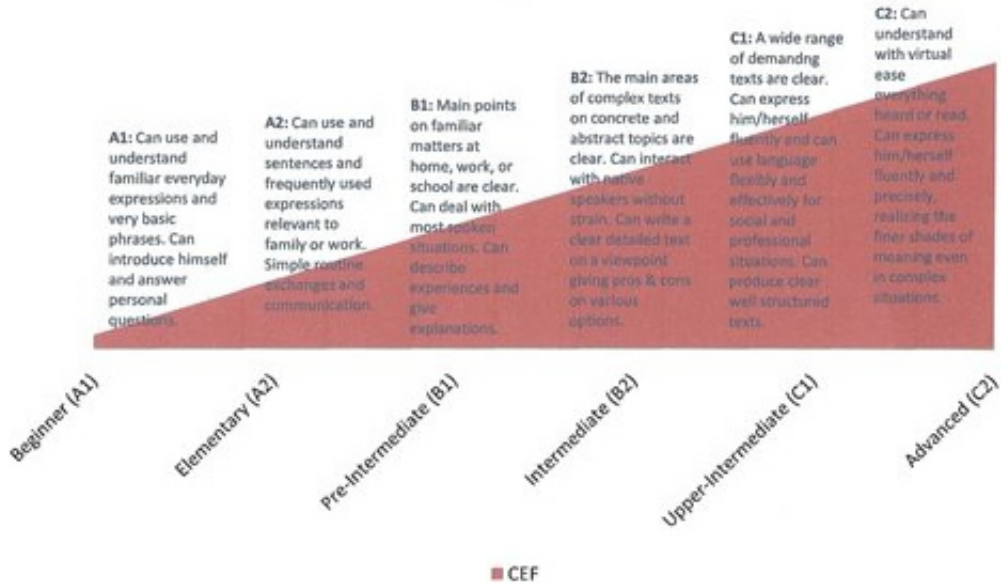 A1: Can use and
understand
familiar everyday
expressions and
very basic
phrases. Can
introduce himself
and answer
personal
questions.
A2: Can use and
understand
sentences and
frequently used
expressions
relevant to
family or work.
Simple routine
exchanges and
communication.
B1: Main points
on familiar
matters at
home, work, or
school are clear.
Can deal with
most spoken
situations. Can
describe
experiences and
give
explanations.
B2: The main areas
of complex texts
on concrete and
abstract topics are
clear. Can interact
with native
speakers without
strain. Can write a
clear detailed text
on a viewpoint
giving pros & cons
on various
options.
C1: A wide range
of demandng
texts are clear.
Can express
him/herself
fluently and can
use language
flexibly and
effectively for
social and
professional
situations. Can
produce clear
well structured
texts.
C2: Can
understand
with virtual
ease
everything
heard or read.
Can express
him/herself
fluently and
precisely,
realizing the
finer shades of
meaning even
in complex
situations.
Beginner (A1)
Elementary (A2)
Pre-Intermediate (B1)
Intermediate (B2)
Upper-Intermediate (C1)
Advanced (C2)
CEF